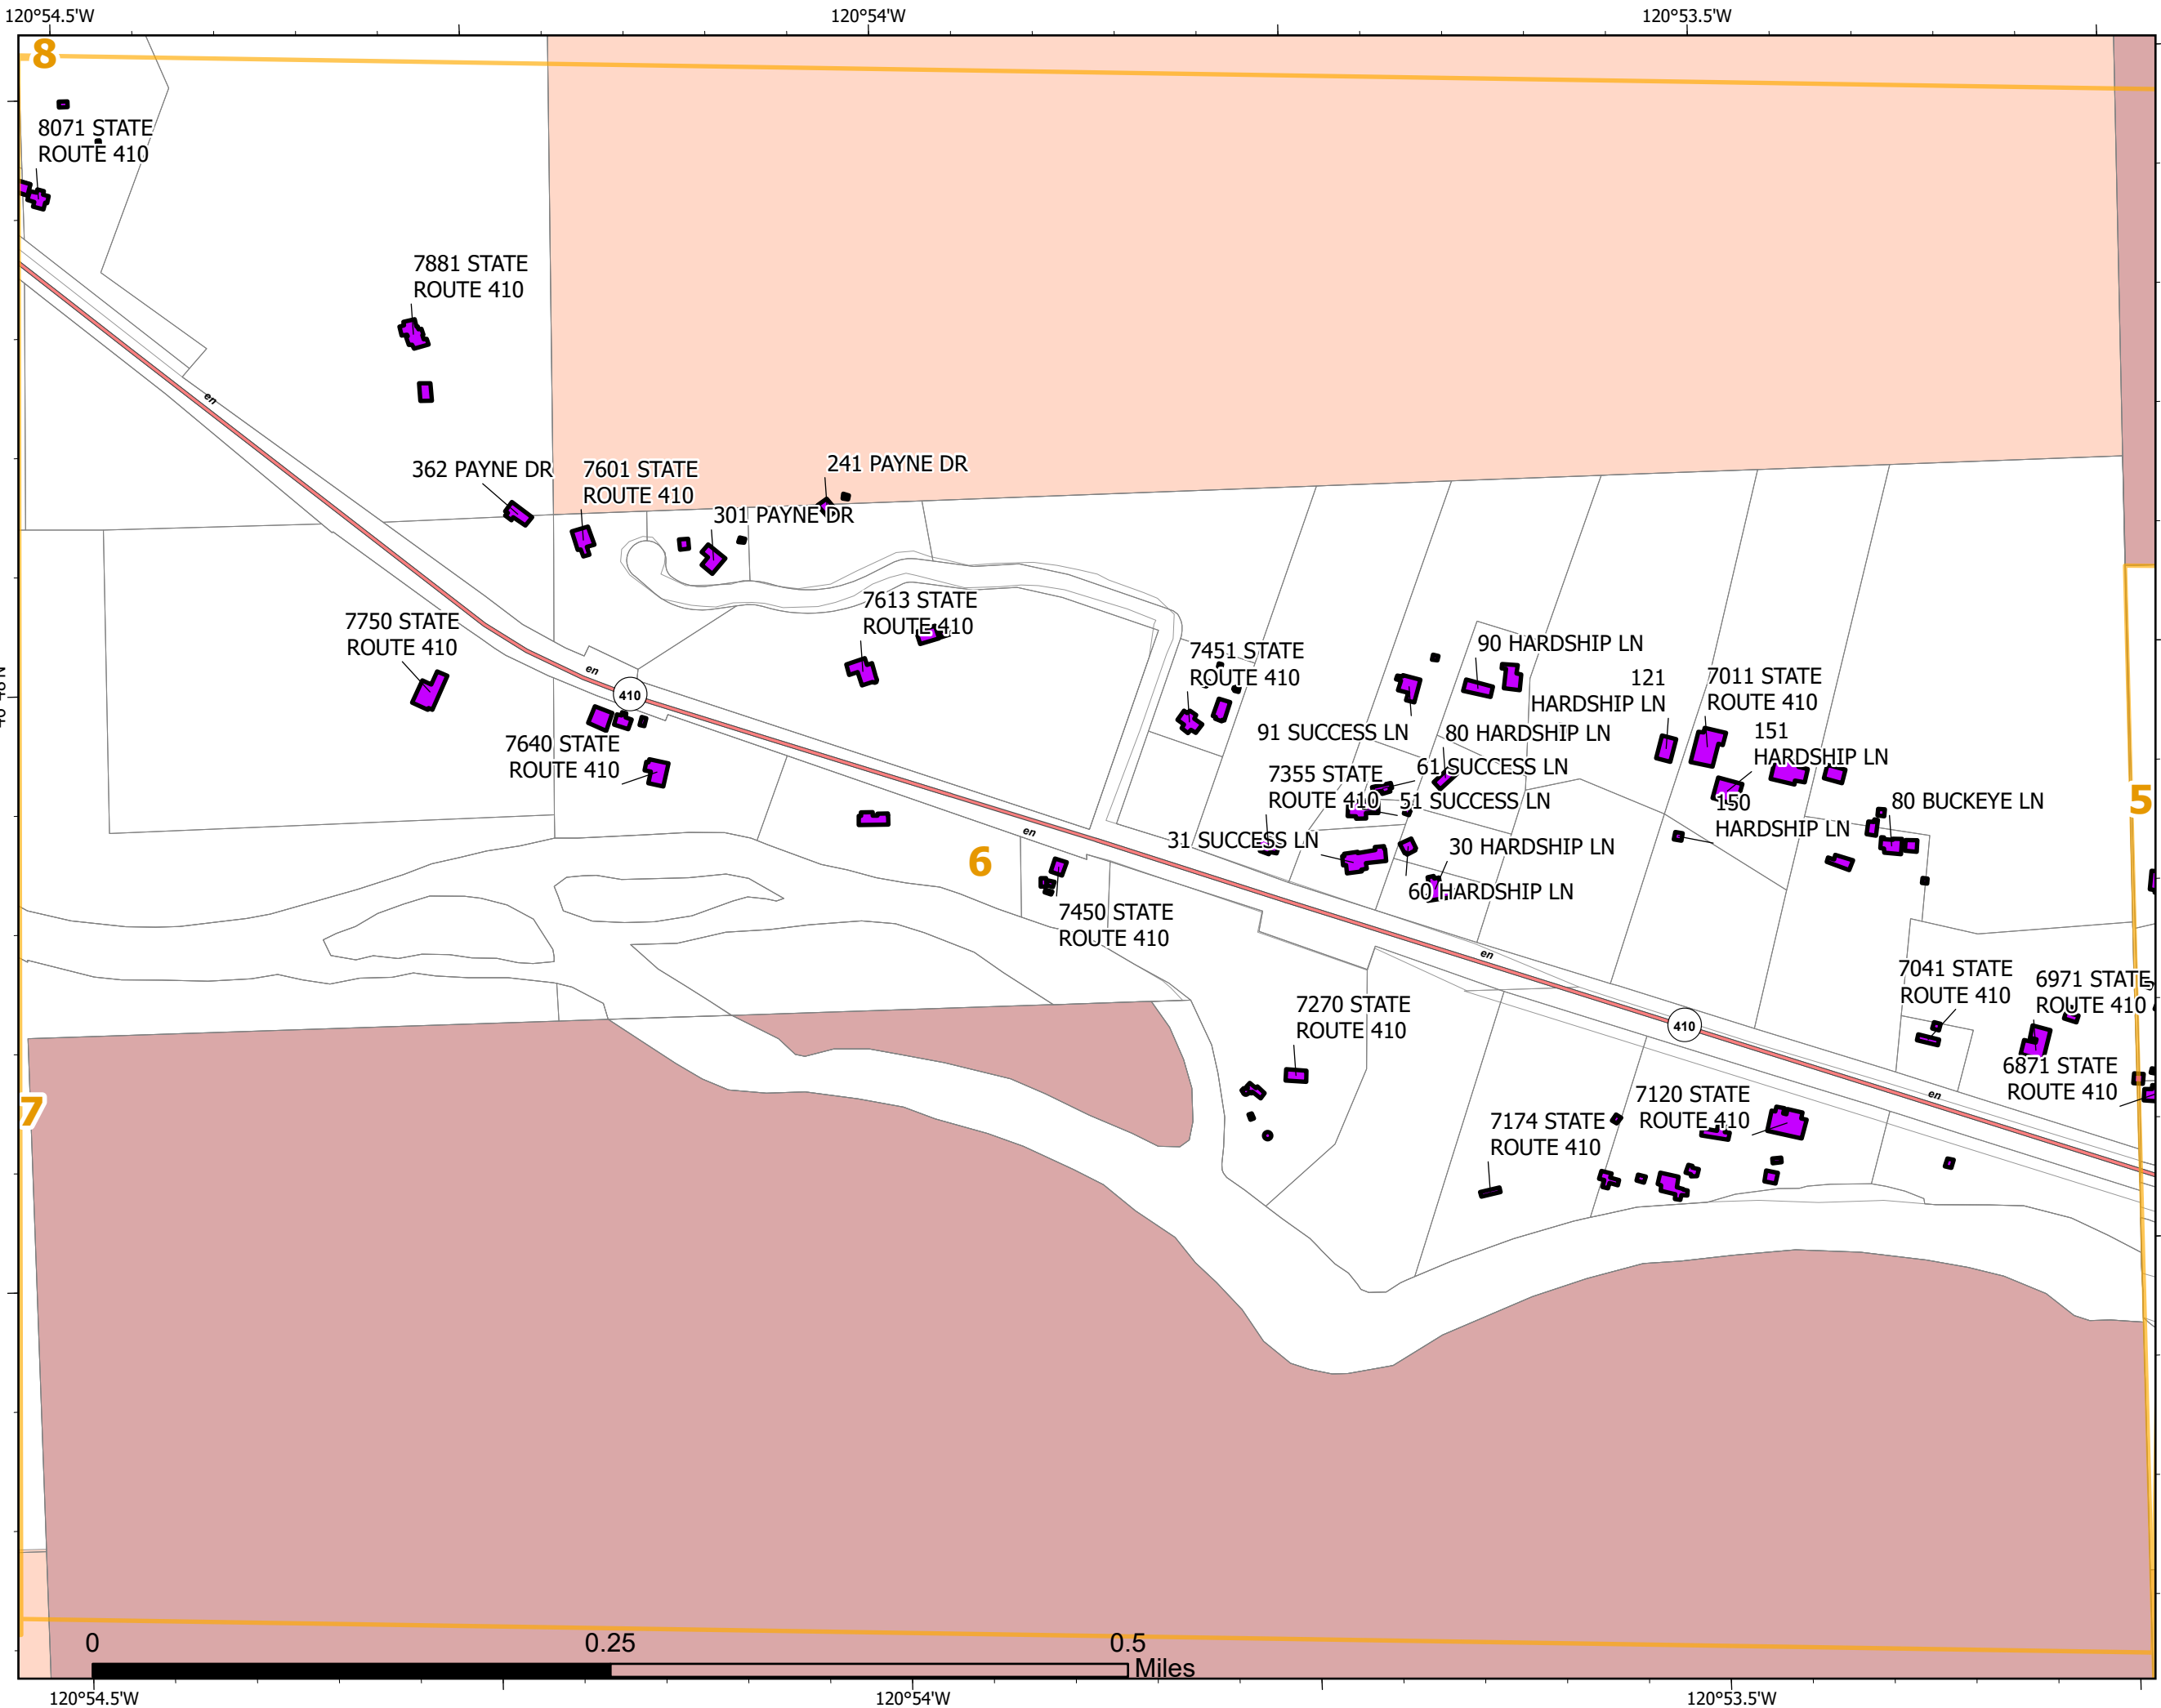 120°54.5'W
120°54'W
120°53.5'W
8
8071 STATE
ROUTE 410
7881 STATE
ROUTE 410
en
362 PAYNE DR
7601 STATE
ROUTE 410
241 PAYNE DR
301 PAYNE DR
7613 STATE
ROUTE 410
7750 STATE
ROUTE 410
en
410
7640 STATE
ROUTE 410
7451 STATE
ROUTE 410
90 HARDSHIP LN
121
HARDSHIP LN
7011 STATE
ROUTE 410
91 SUCCESS LN
80 HARDSHIP LN
151
HARDSHIP LN
61 SUCCESS LN
7355 STATE
ROUTE 410
51 SUCCESS LN
150
HARDSHIP LN
80 BUCKEYE LN
5
31 SUCCESS LN
30 HARDSHIP LN
60 HARDSHIP LN
en
6
7450 STATE
ROUTE 410
en
7041 STATE
ROUTE 410
6971 STATE
ROUTE 410
7270 STATE
ROUTE 410
410
6871 STATE
ROUTE 410
en
7
7120 STATE
ROUTE 410
7174 STATE
ROUTE 410
0
0.25
0.5
Miles
120°54.5'W
120°54'W
120°53.5'W